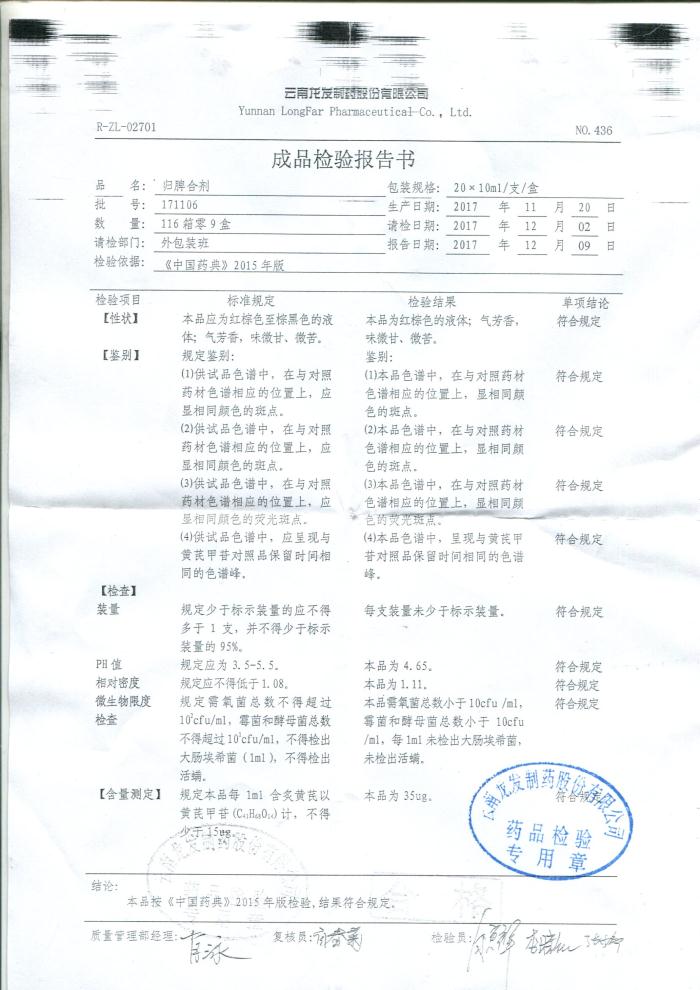 云南龙发制药股份有限公司
Yunnan LongFar Pharmaceutical Co., Ltd.
R-ZL-02701 NO.436
成品检验报告书
品 名: 归脾合剂 包装规格: 20×10ml/支/盒
批 号: 171106 生产日期: 2017 年 11 月 20 日
数 量: 116箱零9盒 请检日期: 2017 年 12 月 02 日
请检部门: 外包装班 报告日期: 2017 年 12 月 09 日
检验依据: 《中国药典》2015年版
检验项目 标准规定 检验结果 单项结论
【性状】 本品应为红棕色至棕黑色的液 本品为红棕的液体; 气芳香, 符合规定
体; 气芳香, 味微甘、微苦。 味微甘、微苦。
【鉴别】 规定鉴别: 鉴别:
(1)供试品色谱中, 在与对照 (1)本品色谱中, 在与对照药材 符合规定
药材色谱相应的位置上, 应 色谱相应的位置上, 显相同颜
显相同颜色的斑点。 色的斑点。
(2)供试品色谱中, 在与对照 (2)本品色谱中, 在与对照药材 符合规定
药材色谱相应的位置上, 应 色谱相应的位置上, 显相同颜
显相同颜色的斑点。 色的斑点。
(3)供试品色谱中, 在与对照 (3)本品色谱中, 在与对照药材 符合规定
药材色谱相应的位置上, 应 色谱相应的位置上, 显相同颜
显相同颜色的荧光斑点。 色的荧光斑点。
(4)供试品色谱中, 应呈现与 (4)本品色谱中, 呈现与黄芪甲 符合规定
黄芪甲苷对照品保留时间相 苷对照品保留时间相同的色谱
同的色谱峰。 峰。
【检查】
装量 规定少于标示装量的应不得 每支装量未少于标示装量。 符合规定
多于 1 支, 并不得少于标示
装量的 95%。
PH 值 规定应为 3.5-5.5。 本品为 4.65。 符合规定
相对密度 规定应不得低于 1.08。 本品为 1.11。 符合规定
微生物限度 规定需氧菌总数不得超过 本品需氧菌总数小于 10cfu /ml, 符合规定
检查 10²cfu/ml, 霉菌和酵母菌总数 霉菌和酵母菌总数小于 10cfu
不得超过 10¹cfu/ml, 不得检出 /ml, 每 1ml 未检出大肠埃希菌,
大肠埃希菌 (1ml), 不得检出 未检出活螨。
活螨。
【含量测定】 规定本品每 1ml 含炙黄芪以 本品为 35ug。 符合规定
黄芪甲苷(C₄₁H₆₈O₁₄)计, 不得
少于 15ug。
云南龙发制药股份有限公司
药品检验
专用章
结论:
本品按《中国药典》2015年版检验,结果符合规定。
质量管理部经理: 复核员: 检验员: